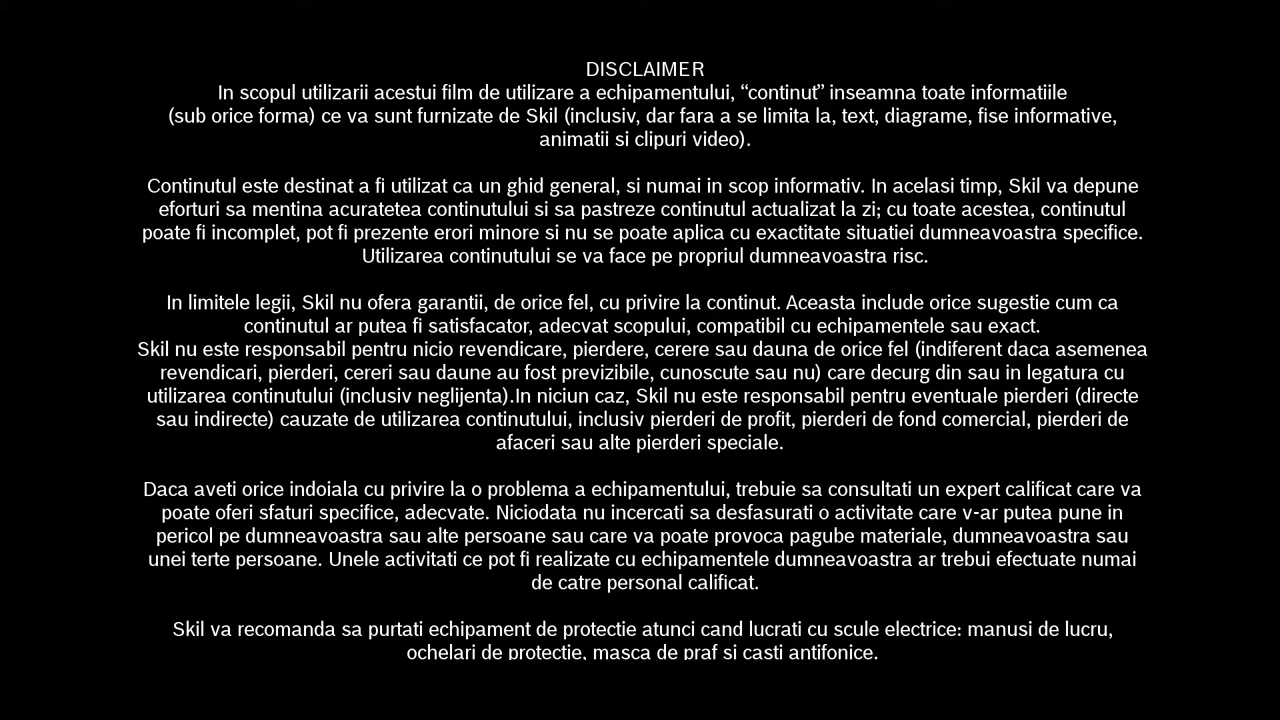 DISCLAIMER
In scopul utilizarii acestui film de utilizare a echipamentului, “continut” inseamna toate informatiile
(sub orice forma) ce va sunt furnizate de Skil (inclusiv, dar fara a se limita la, text, diagrame, fise informative,
animatii si clipuri video).
Continutul este destinat a fi utilizat ca un ghid general, si numai in scop informativ. In acelasi timp, Skil va depune
eforturi sa mentina acuratetea continutului si sa pastreze continutul actualizat la zi; cu toate acestea, continutul
poate fi incomplet, pot fi prezente erori minore si nu se poate aplica cu exactitate situatiei dumneavoastra specifice.
Utilizarea continutului se va face pe propriul dumneavoastra risc.
In limitele legii, Skil nu ofera garantii, de orice fel, cu privire la continut. Aceasta include orice sugestie cum ca
continutul ar putea fi satisfacator, adecvat scopului, compatibil cu echipamentele sau exact.
Skil nu este responsabil pentru nicio revendicare, pierdere, cerere sau dauna de orice fel (indiferent daca asemenea
revendicari, pierderi, cereri sau daune au fost previzibile, cunoscute sau nu) care decurg din sau in legatura cu
utilizarea continutului (inclusiv neglijenta).In niciun caz, Skil nu este responsabil pentru eventuale pierderi (directe
sau indirecte) cauzate de utilizarea continutului, inclusiv pierderi de profit, pierderi de fond comercial, pierderi de
afaceri sau alte pierderi speciale.
Daca aveti orice indoiala cu privire la o problema a echipamentului, trebuie sa consultati un expert calificat care va
poate oferi sfaturi specifice, adecvate. Niciodata nu incercati sa desfasurati o activitate care v-ar putea pune in
pericol pe dumneavoastra sau alte persoane sau care va poate provoca pagube materiale, dumneavoastra sau
unei terte persoane. Unele activitati ce pot fi realizate cu echipamentele dumneavoastra ar trebui efectuate numai
de catre personal calificat.
Skil va recomanda sa purtati echipament de protectie atunci cand lucrati cu scule electrice: manusi de lucru,
ochelari de protectie, masca de praf si casti antifonice.